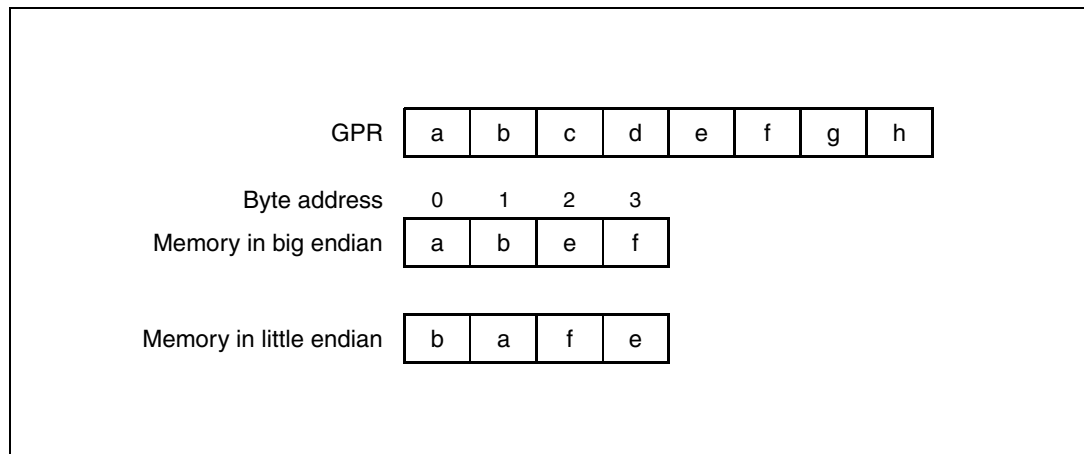 GPR a b c d e f g h
Byte address 0 1 2 3
Memory in big endian a b e f
Memory in little endian b a f e